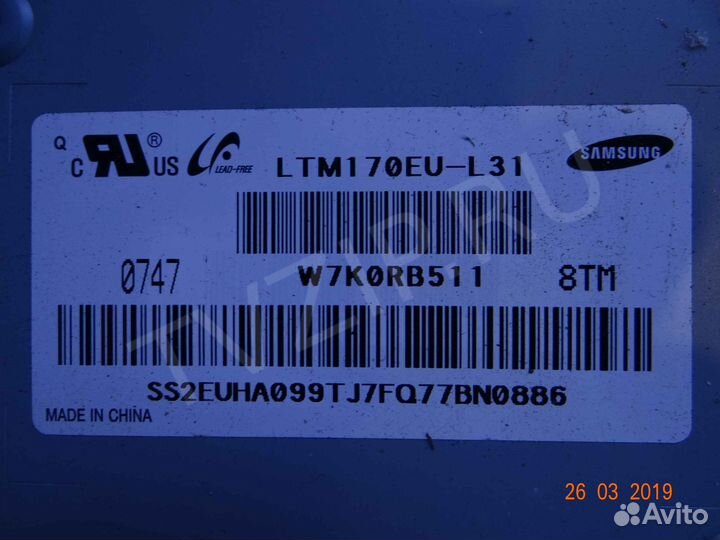 Q
c RU ® US LEAD-FREE LTM170EU-L31 SAMSUNG
0747 W7K0RB511 8TM
TVZIP.RU
SS2EUHA099TJ7FQ77BN0886
MADE IN CHINA
26 03 2019
Avito